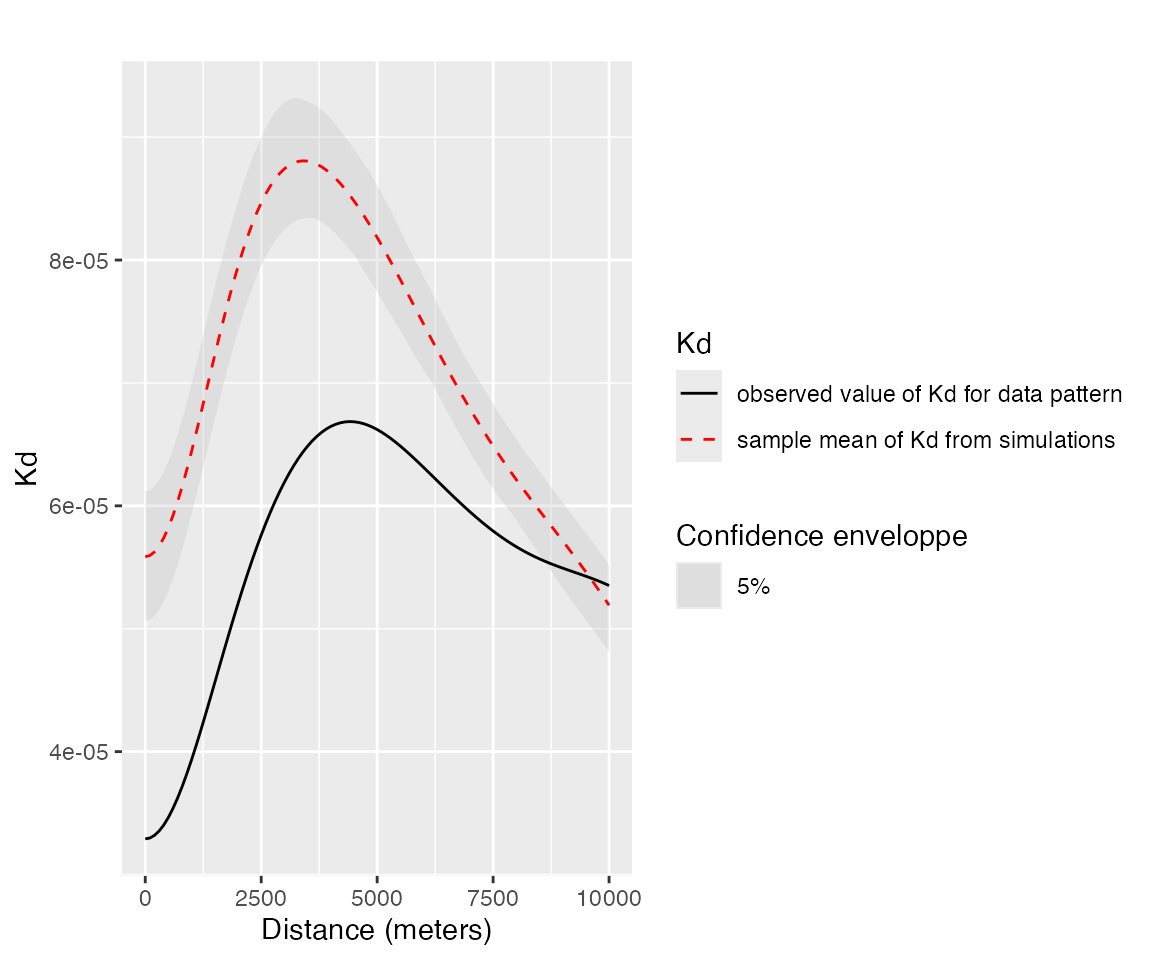 8e-05
6e-05
4e-05
Kd
0 2500 5000 7500 10000
Distance (meters)
Kd
observed value of Kd for data pattern
sample mean of Kd from simulations
Confidence enveloppe
5%